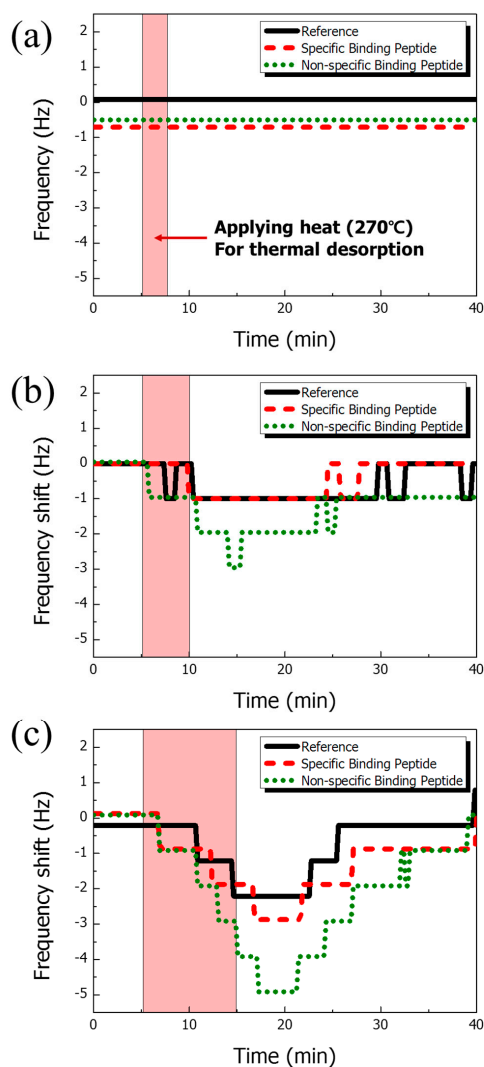 (a)
Reference
Specific Binding Peptide
Non-specific Binding Peptide
Frequency (Hz)
2
1
0
-1
-2
-3
-4
-5
Applying heat (270℃)
For thermal desorption
0
10
20
30
40
Time (min)
(b)
Reference
Specific Binding Peptide
Non-specific Binding Peptide
Frequency shift (Hz)
2
1
0
-1
-2
-3
-4
-5
0
10
20
30
40
Time (min)
(c)
Reference
Specific Binding Peptide
Non-specific Binding Peptide
Frequency shift (Hz)
2
1
0
-1
-2
-3
-4
-5
0
10
20
30
40
Time (min)